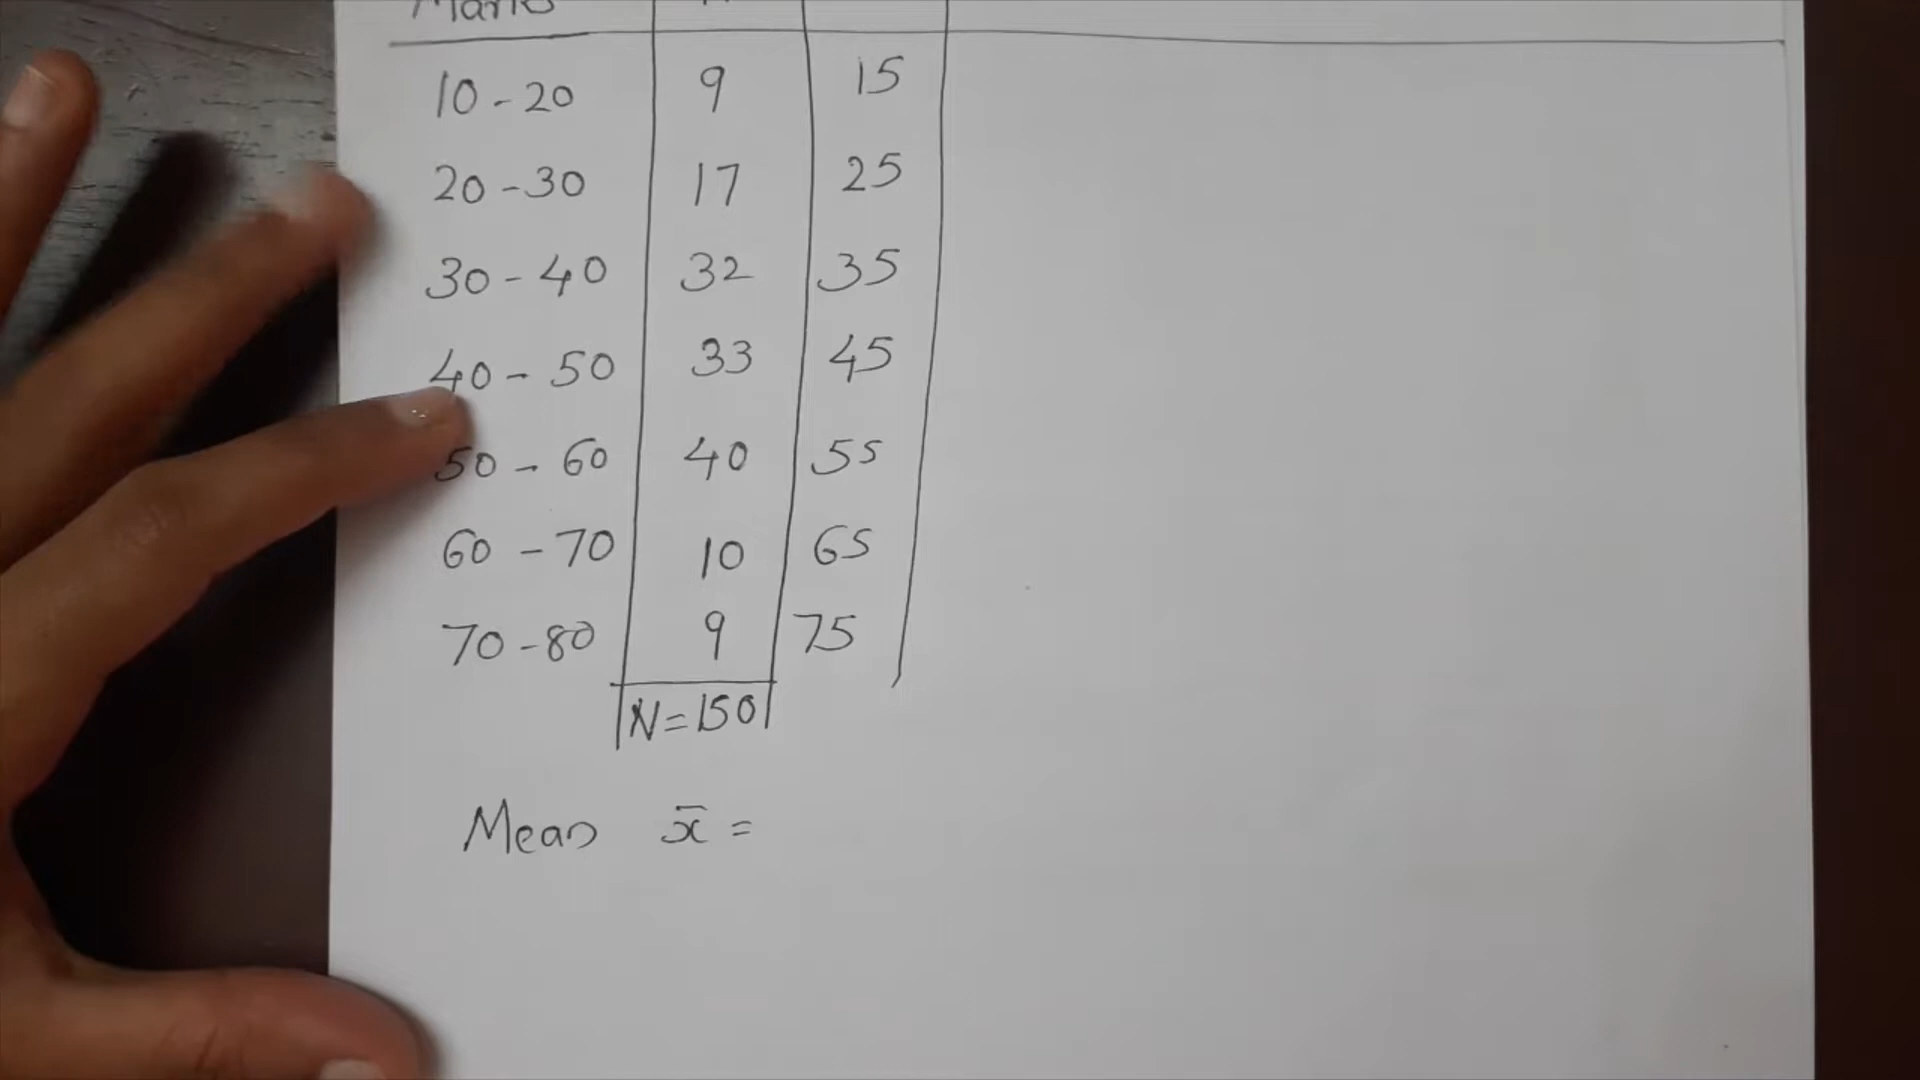 Marks
10 - 20 9 15
20 - 30 17 25
30 - 40 32 35
40 - 50 33 45
50 - 60 40 55
60 - 70 10 65
70 - 80 9 75
N = 150
Mean x̄ =